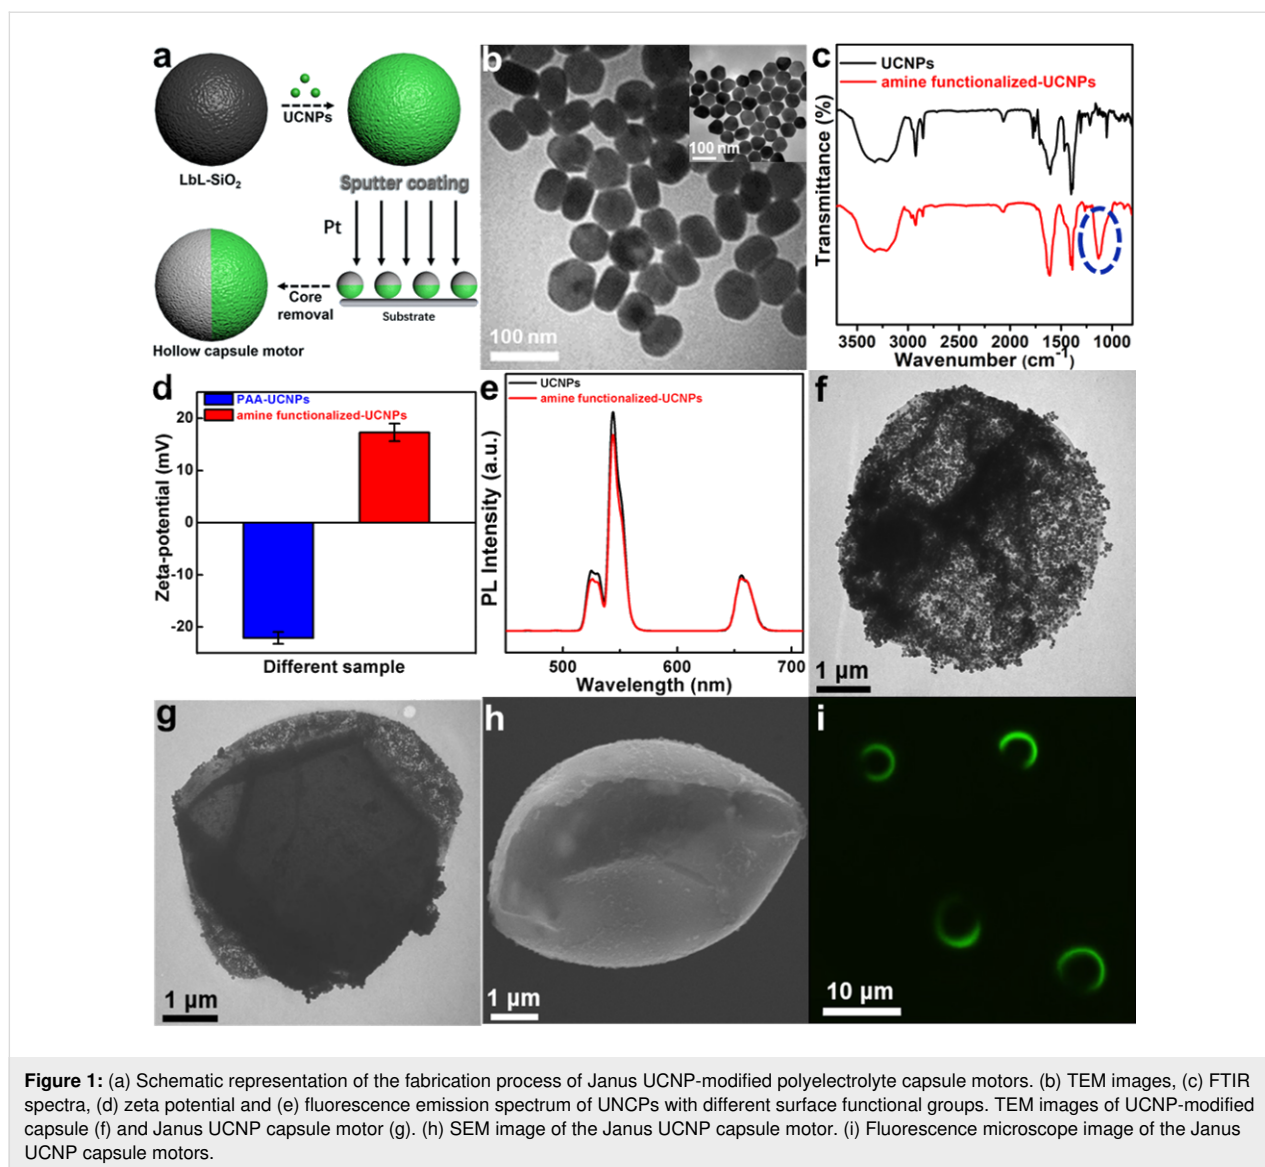 a
UCNPs
LbL-SiO2
Sputter coating
Pt
Core
removal
Substrate
Hollow capsule motor
b
100 nm
100 nm
c
UCNPs
amine functionalized-UCNPs
Transmittance (%)
3500 3000 2500 2000 1500 1000
Wavenumber (cm-1)
d
PAA-UCNPs
amine functionalized-UCNPs
Zeta-potential (mV)
20
10
0
-10
-20
Different sample
e
UCNPs
amine functionalized-UCNPs
PL Intensity (a.u.)
500 600 700
Wavelength (nm)
f
1 µm
g
1 µm
h
1 µm
i
10 µm
Figure 1: (a) Schematic representation of the fabrication process of Janus UCNP-modified polyelectrolyte capsule motors. (b) TEM images, (c) FTIR
spectra, (d) zeta potential and (e) fluorescence emission spectrum of UNCPs with different surface functional groups. TEM images of UCNP-modified
capsule (f) and Janus UCNP capsule motor (g). (h) SEM image of the Janus UCNP capsule motor. (i) Fluorescence microscope image of the Janus
UCNP capsule motors.